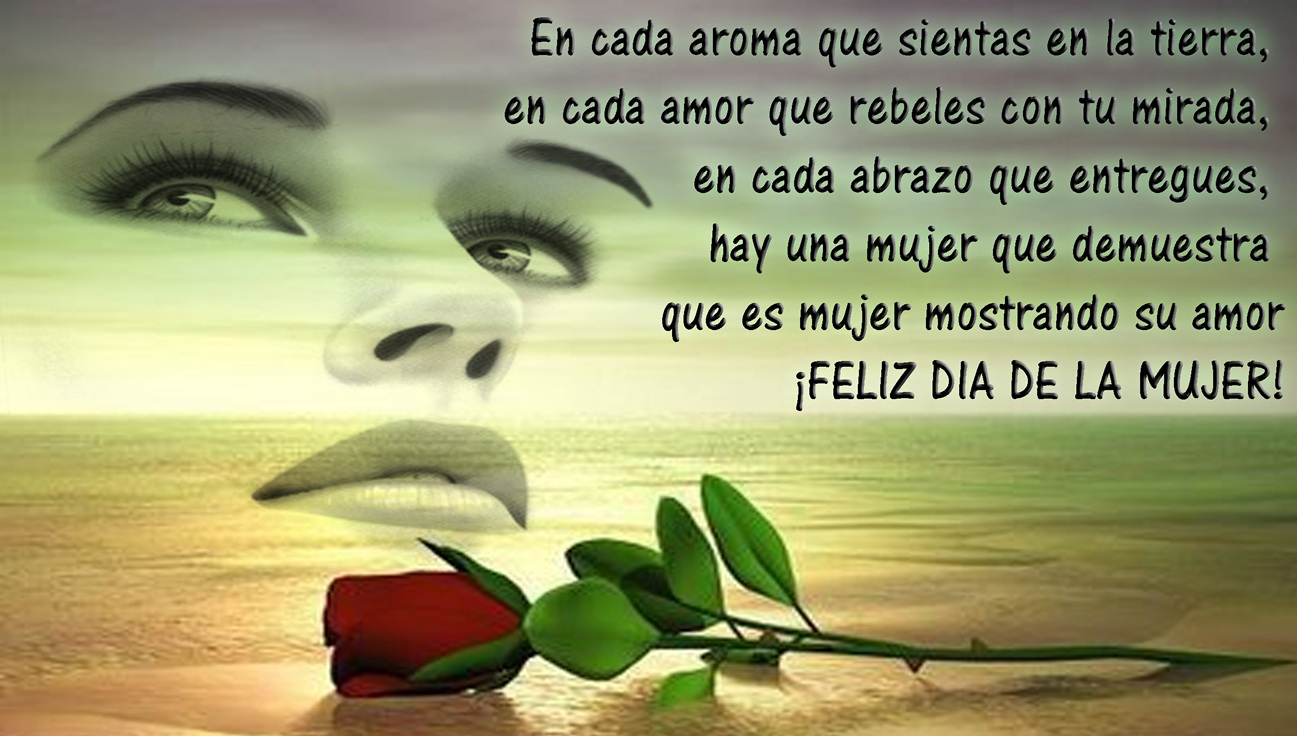 En cada aroma que sientas en la tierra,
en cada amor que rebeles con tu mirada,
en cada abrazo que entregues,
hay una mujer que demuestra
que es mujer mostrando su amor
¡FELIZ DIA DE LA MUJER!